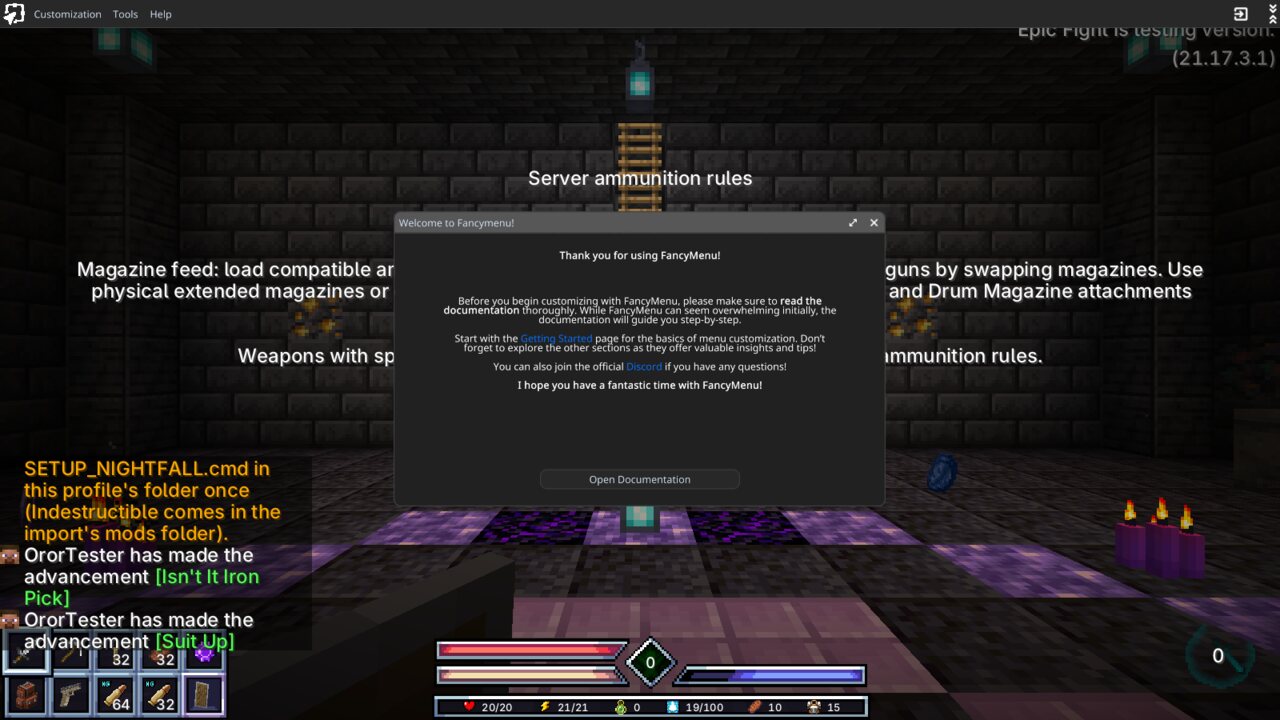 Customization Tools Help
Epic Fight is testing version.
(21.17.3.1)
Server ammunition rules
Welcome to Fancymenu!
Thank you for using FancyMenu!
Magazine feed: load compatible
guns by swapping magazines. Use
physical extended magazines or
and Drum Magazine attachments
Before you begin customizing with FancyMenu, please make sure to read the
documentation thoroughly. While FancyMenu can seem overwhelming initially, the
documentation will guide you step-by-step.
Start with the Getting Started page for the basics of menu customization. Don't
forget to explore the other sections as they offer valuable insights and tips!
Weapons with
ammunition rules.
You can also join the official Discord if you have any questions!
I hope you have a fantastic time with FancyMenu!
Open Documentation
SETUP_NIGHTFALL.cmd in
this profile's folder once
(Indestructible comes in the
import's mods folder).
OrorTester has made the
advancement [Isn't It Iron
Pick]
OrorTester has made the
advancement [Suit Up]
32 32
64 32
0
20/20 21/21 0 19/100 10 15
0